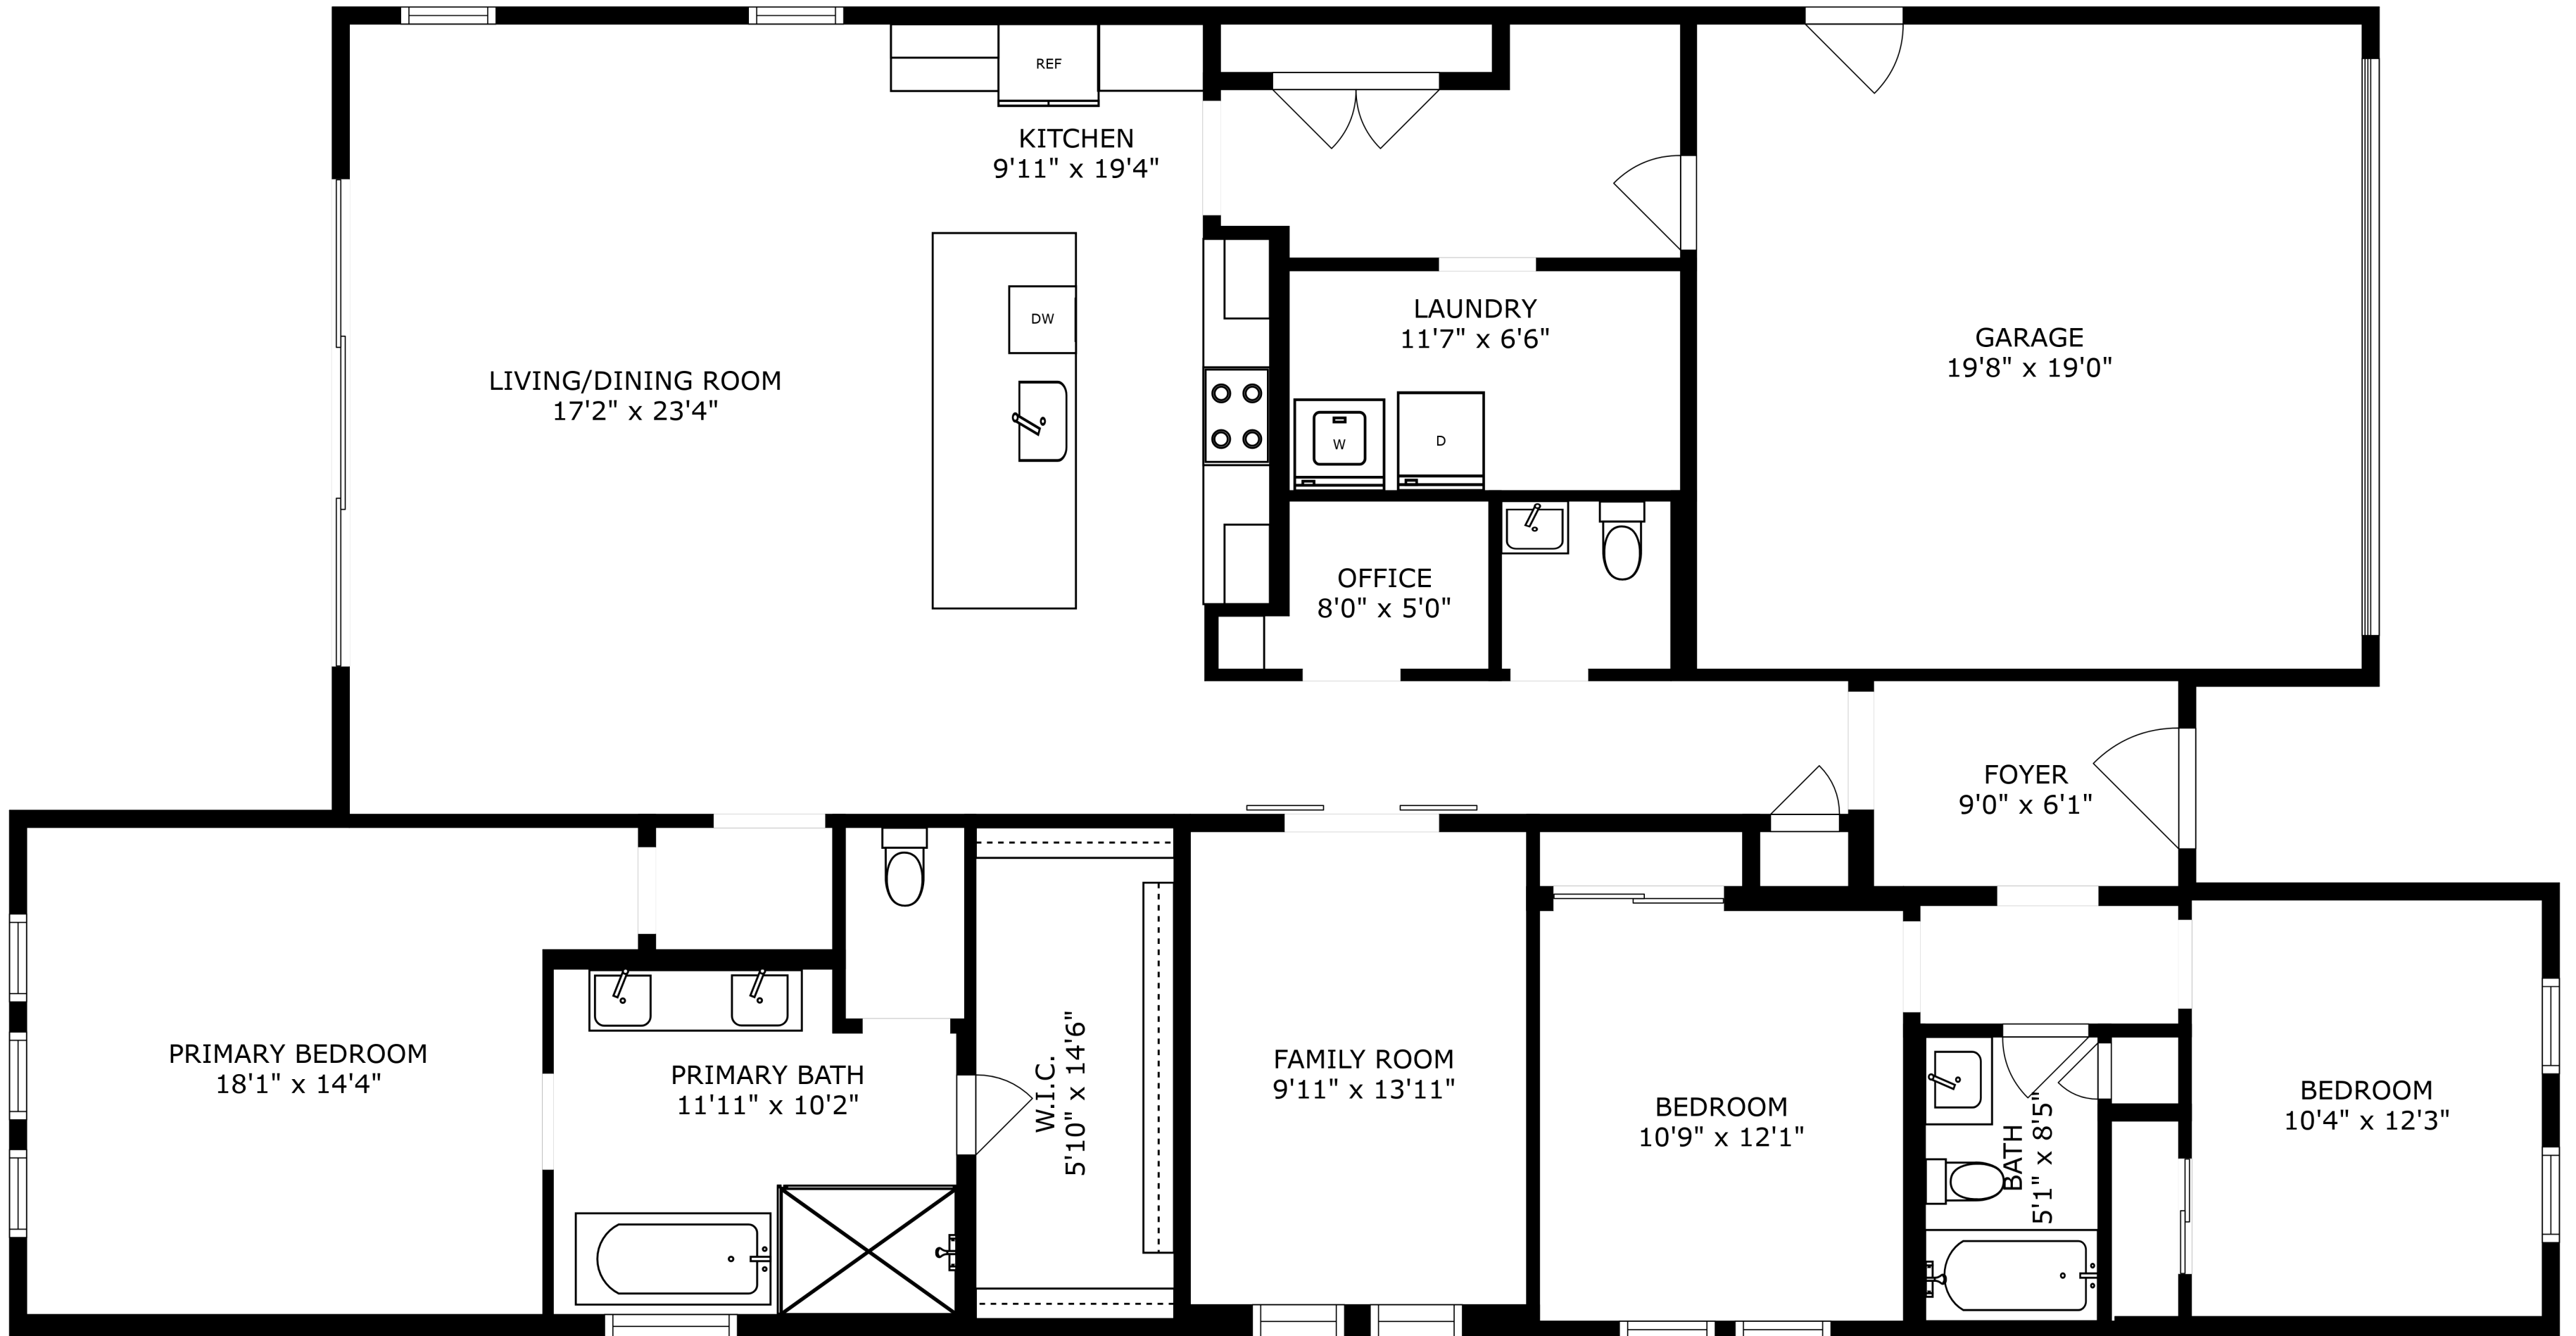 REF
KITCHEN
9'11" x 19'4"
LAUNDRY
11'7" x 6'6"
DW
GARAGE
19'8" x 19'0"
LIVING/DINING ROOM
17'2" x 23'4"
W
D
OFFICE
8'0" x 5'0"
FOYER
9'0" x 6'1"
PRIMARY BEDROOM
18'1" x 14'4"
PRIMARY BATH
11'11" x 10'2"
W.I.C.
5'10" x 14'6"
FAMILY ROOM
9'11" x 13'11"
BEDROOM
10'9" x 12'1"
BATH
5'1" x 8'5"
BEDROOM
10'4" x 12'3"